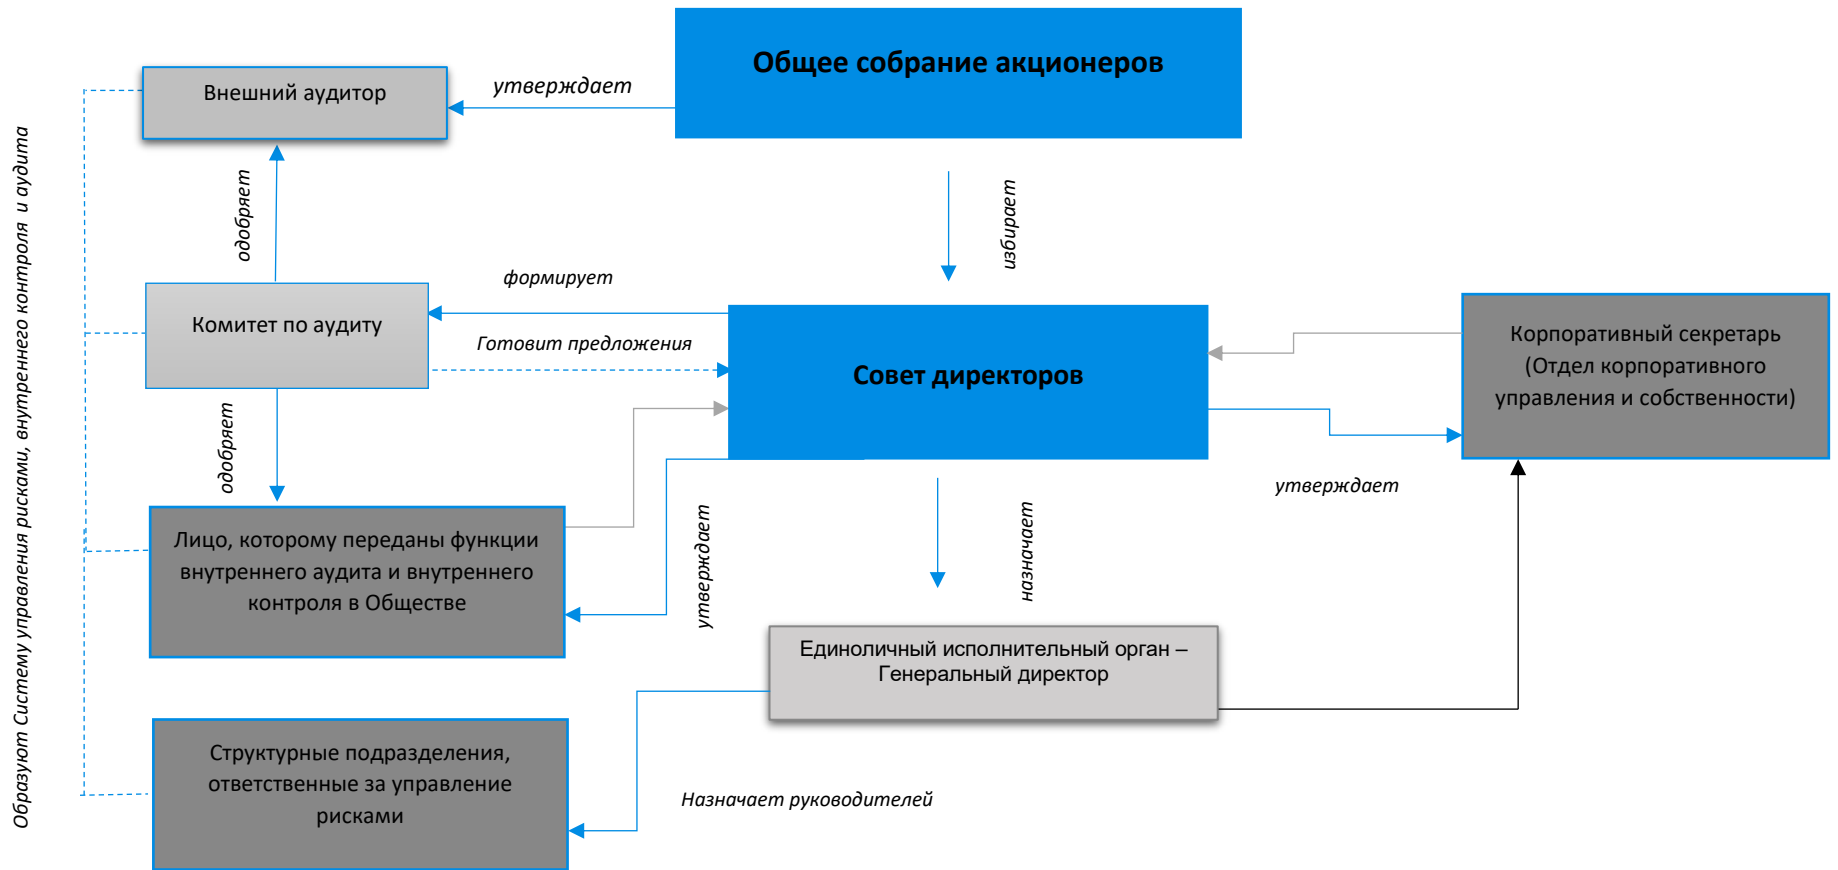 Общее собрание акционеров
Внешний аудитор
утверждает
одобряет
избирает
формирует
Комитет по аудиту
Готовит предложения
Совет директоров
Корпоративный секретарь
(Отдел корпоративного
управления и собственности)
одобряет
утверждает
Лицо, которому переданы функции
внутреннего аудита и внутреннего
контроля в Обществе
утверждает
назначает
Единоличный исполнительный орган –
Генеральный директор
Структурные подразделения,
ответственные за управление
рисками
Назначает руководителей
Образуют Систему управления рисками, внутреннего контроля и аудита